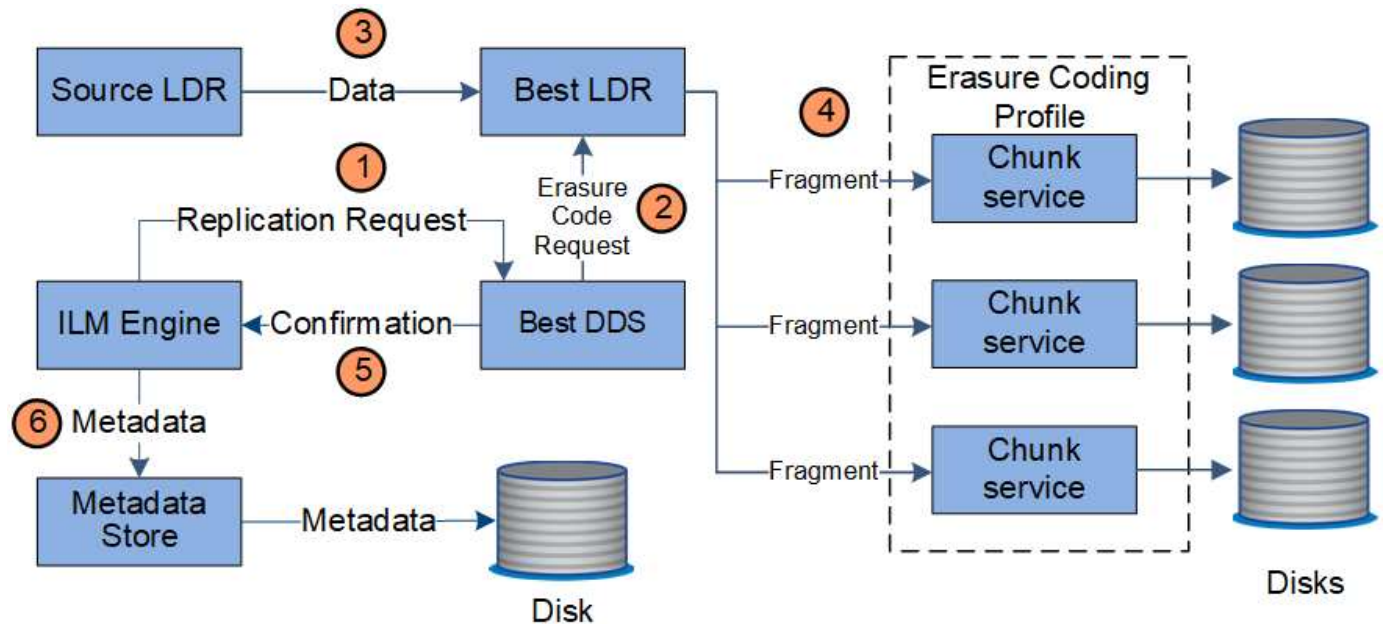 3
Source LDR
Data
Best LDR
Erasure Coding
Profile
4
1
Replication Request
Erasure
Code
Request
2
Fragment
Chunk
service
ILM Engine
Confirmation
Best DDS
5
Fragment
Chunk
service
6
Metadata
Metadata
Store
Metadata
Disk
Fragment
Chunk
service
Disks